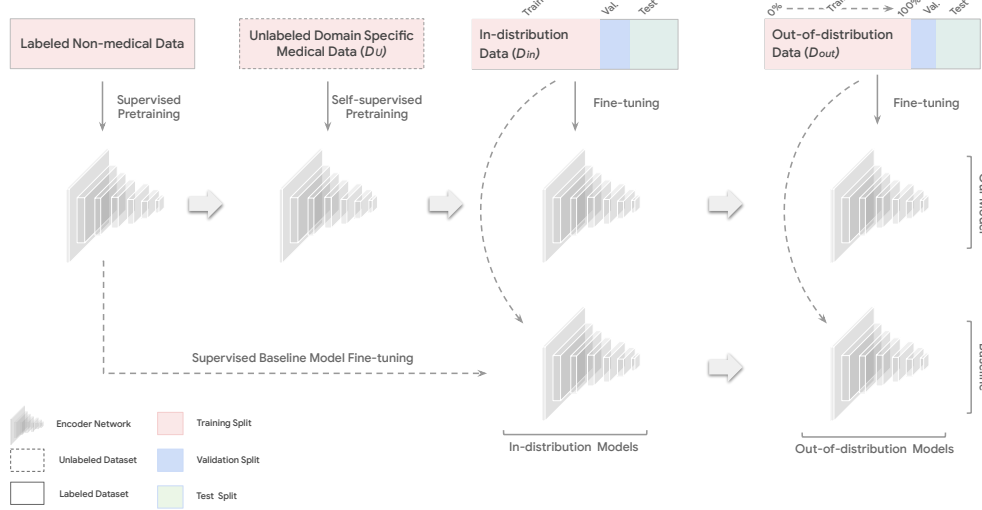 Test
Val.
0%
100%
Val.
Test
Labeled Non-medical Data
Unlabeled Domain Specific
Medical Data (DU)
In-distribution
Data (Din)
Out-of-distribution
Data (Dout)
Supervised
Pretraining
Self-supervised
Pretraining
Fine-tuning
Fine-tuning
Supervised Baseline Model Fine-tuning
In-distribution Models
Out-of-distribution Models
Encoder Network
Training Split
Unlabeled Dataset
Validation Split
Labeled Dataset
Test Split